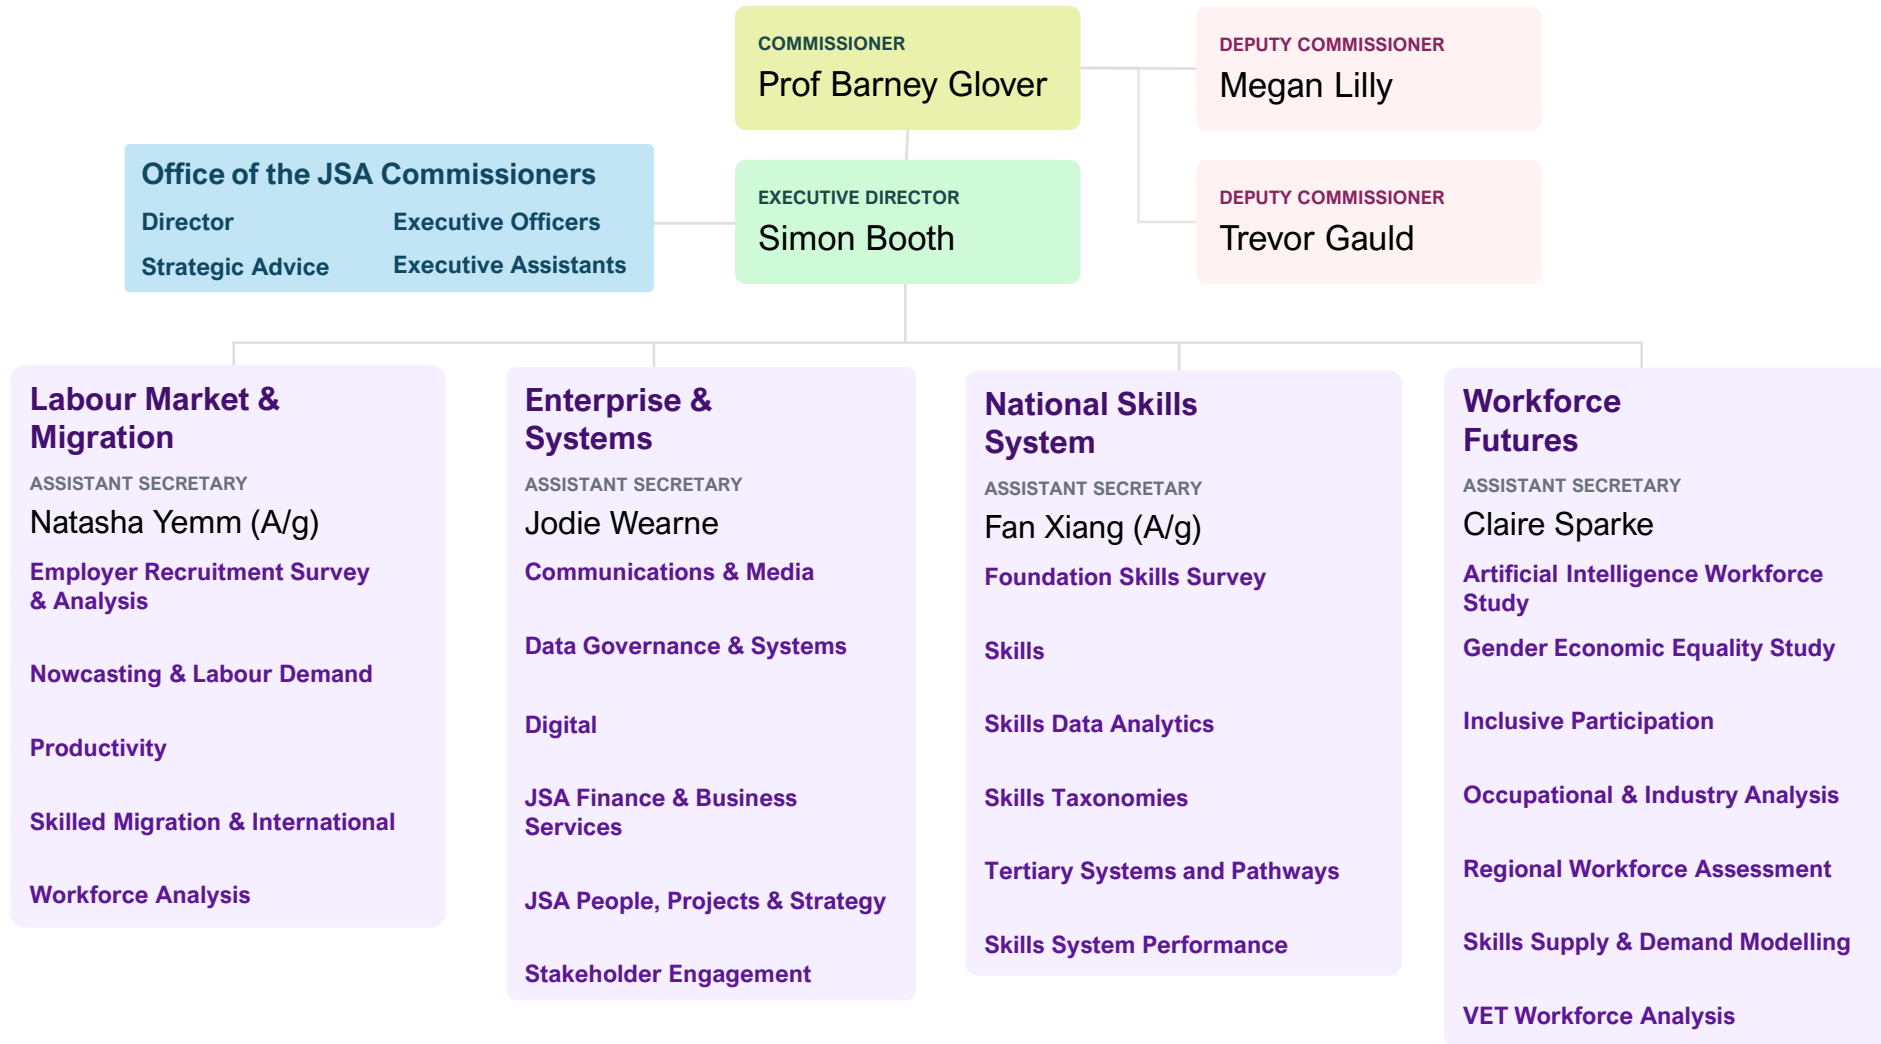 COMMISSIONER
Prof Barney Glover
DEPUTY COMMISSIONER
Megan Lilly
Office of the JSA Commissioners
Director
Executive Officers
Strategic Advice
Executive Assistants
EXECUTIVE DIRECTOR
Simon Booth
DEPUTY COMMISSIONER
Trevor Gauld
Labour Market &
Migration
ASSISTANT SECRETARY
Natasha Yemm (A/g)
Employer Recruitment Survey
& Analysis
Nowcasting & Labour Demand
Productivity
Skilled Migration & International
Workforce Analysis
Enterprise &
Systems
ASSISTANT SECRETARY
Jodie Wearne
Communications & Media
Data Governance & Systems
Digital
JSA Finance & Business
Services
JSA People, Projects & Strategy
Stakeholder Engagement
National Skills
System
ASSISTANT SECRETARY
Fan Xiang (A/g)
Foundation Skills Survey
Skills
Skills Data Analytics
Skills Taxonomies
Tertiary Systems and Pathways
Skills System Performance
Workforce
Futures
ASSISTANT SECRETARY
Claire Sparke
Artificial Intelligence Workforce
Study
Gender Economic Equality Study
Inclusive Participation
Occupational & Industry Analysis
Regional Workforce Assessment
Skills Supply & Demand Modelling
VET Workforce Analysis